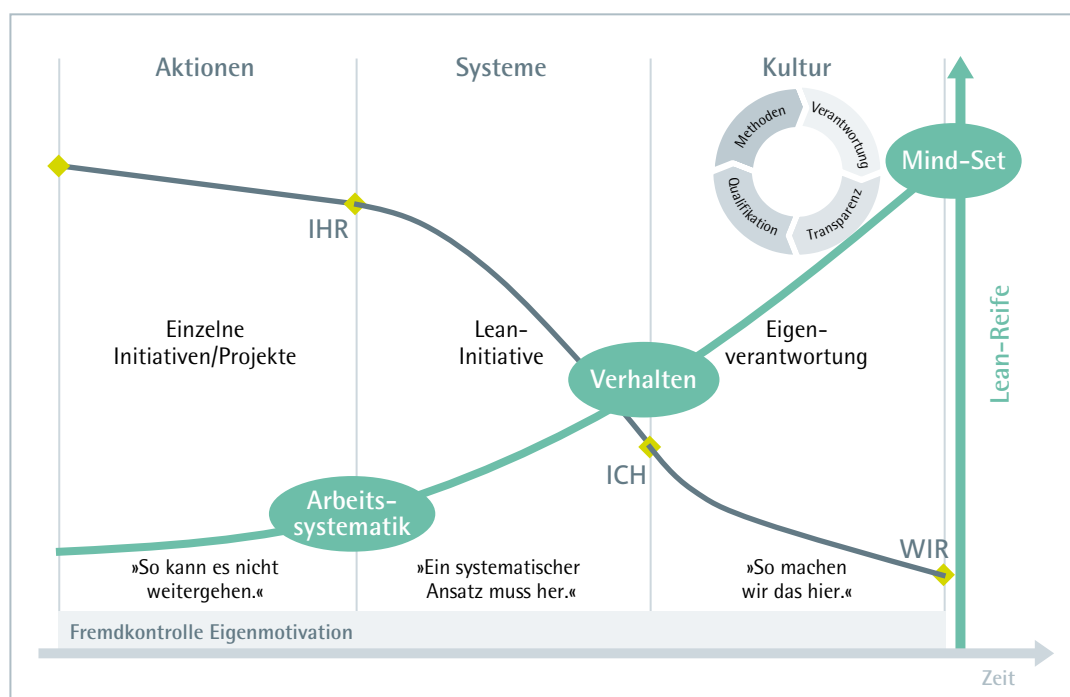 Aktionen
Systeme
Kultur
Methoden
Verantwortung
Qualifikation
Transparenz
Mind-Set
IHR
Lean-Reife
Einzelne
Initiativen/Projekte
Lean-
Initiative
Eigen-
verantwortung
Verhalten
ICH
Arbeits-
systematik
WIR
»So kann es nicht
weitergehen.«
»Ein systematischer
Ansatz muss her.«
»So machen
wir das hier.«
Fremdkontrolle Eigenmotivation
Zeit